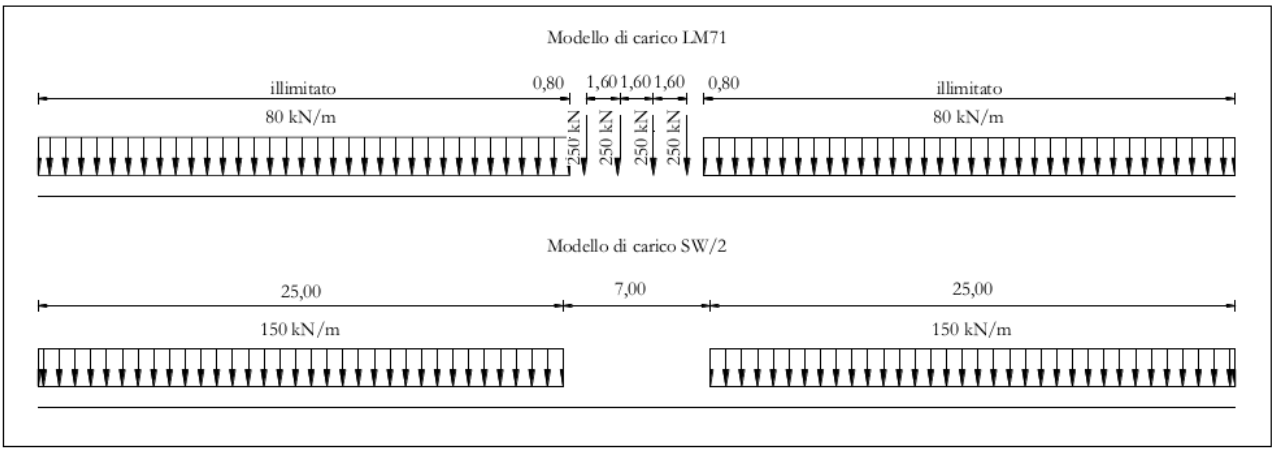 Modello di carico LM71
illimitato 0,80 1,60 1,60 1,60 0,80 illimitato
80 kN/m 80 kN/m
250 kN 250 kN 250 kN 250 kN
Modello di carico SW/2
25,00 7,00 25,00
150 kN/m 150 kN/m